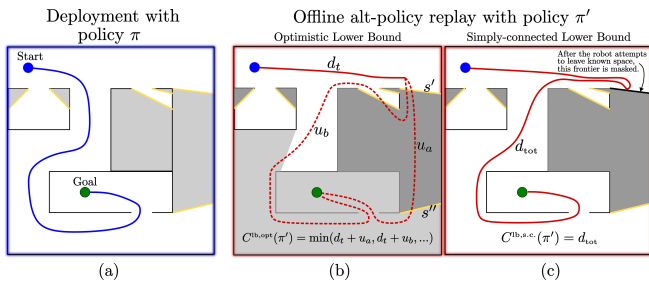 Deployment with
policy π
Offline alt-policy replay with policy π′
Optimistic Lower Bound
Simply-connected Lower Bound
Start
Goal
d_t
s′
u_b
u_a
s′′
C^{lb,opt}(π′) = min(d_t + u_a, d_t + u_b, ...)
After the robot attempts
to leave known space,
this frontier is masked.
d_tot
C^{lb,s.c.}(π′) = d_tot
(a)
(b)
(c)